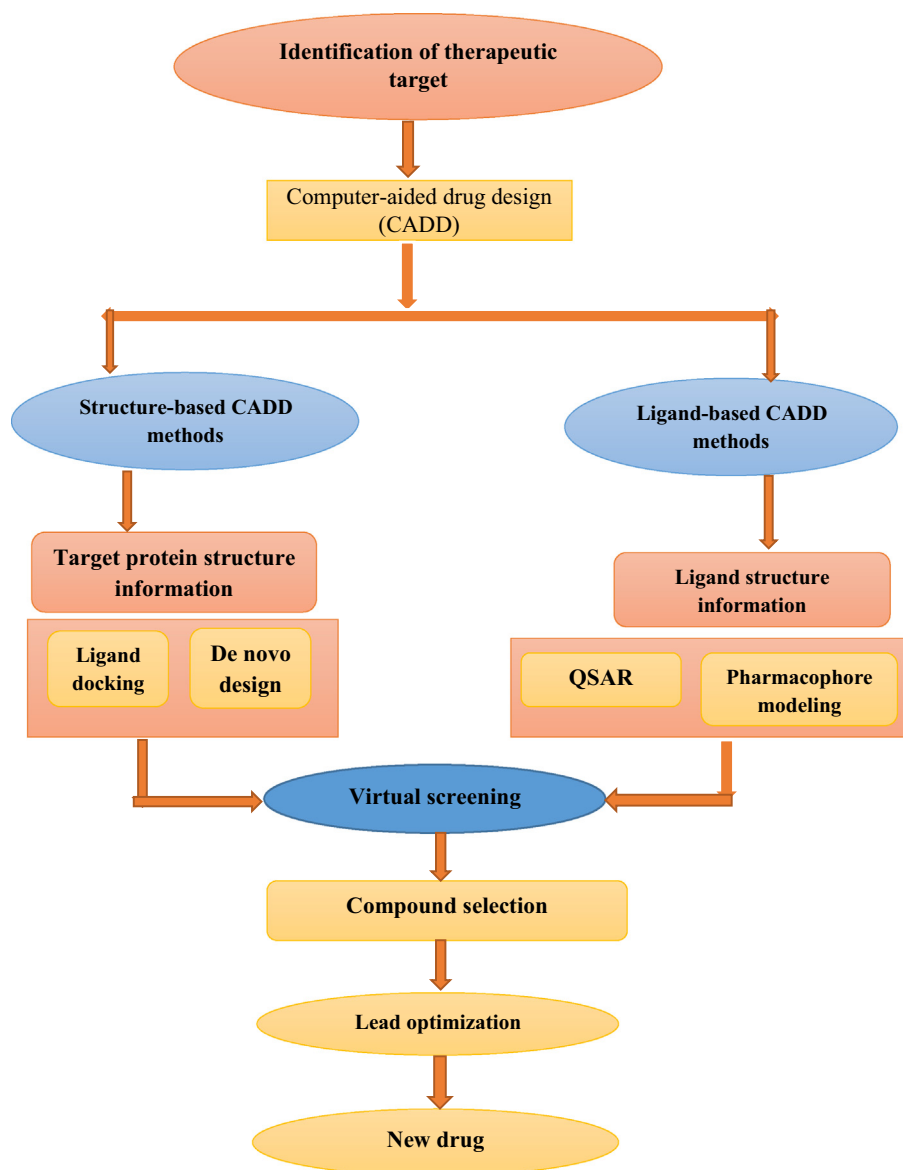 Identification of therapeutic
target
Computer-aided drug design
(CADD)
Structure-based CADD
methods
Ligand-based CADD
methods
Target protein structure
information
Ligand structure
information
Ligand
docking
De novo
design
QSAR
Pharmacophore
modeling
Virtual screening
Compound selection
Lead optimization
New drug